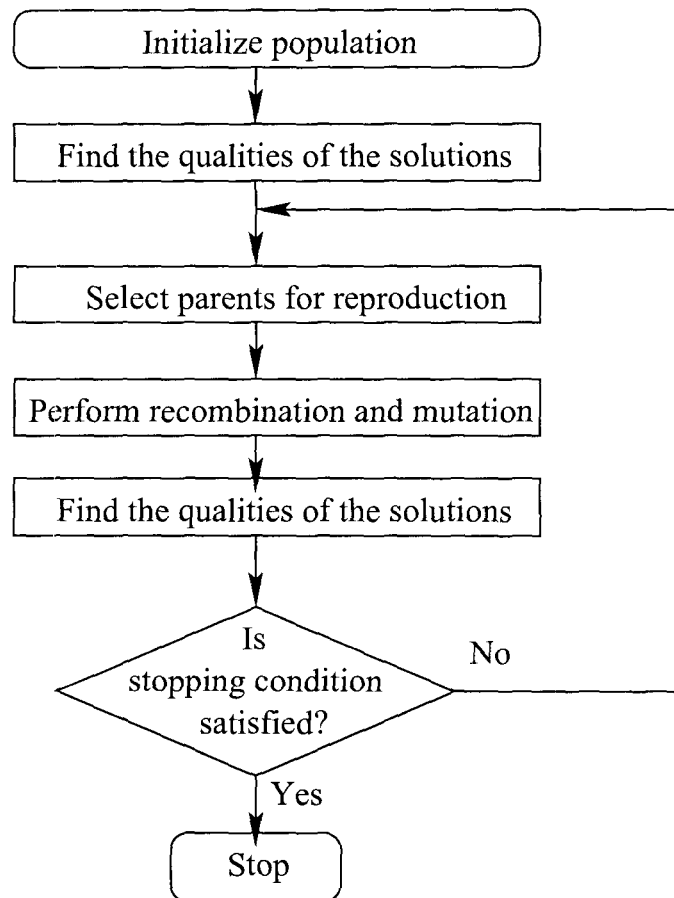 Initialize population
Find the qualities of the solutions
Select parents for reproduction
Perform recombination and mutation
Find the qualities of the solutions
Is
stopping condition
satisfied?
No
Yes
Stop